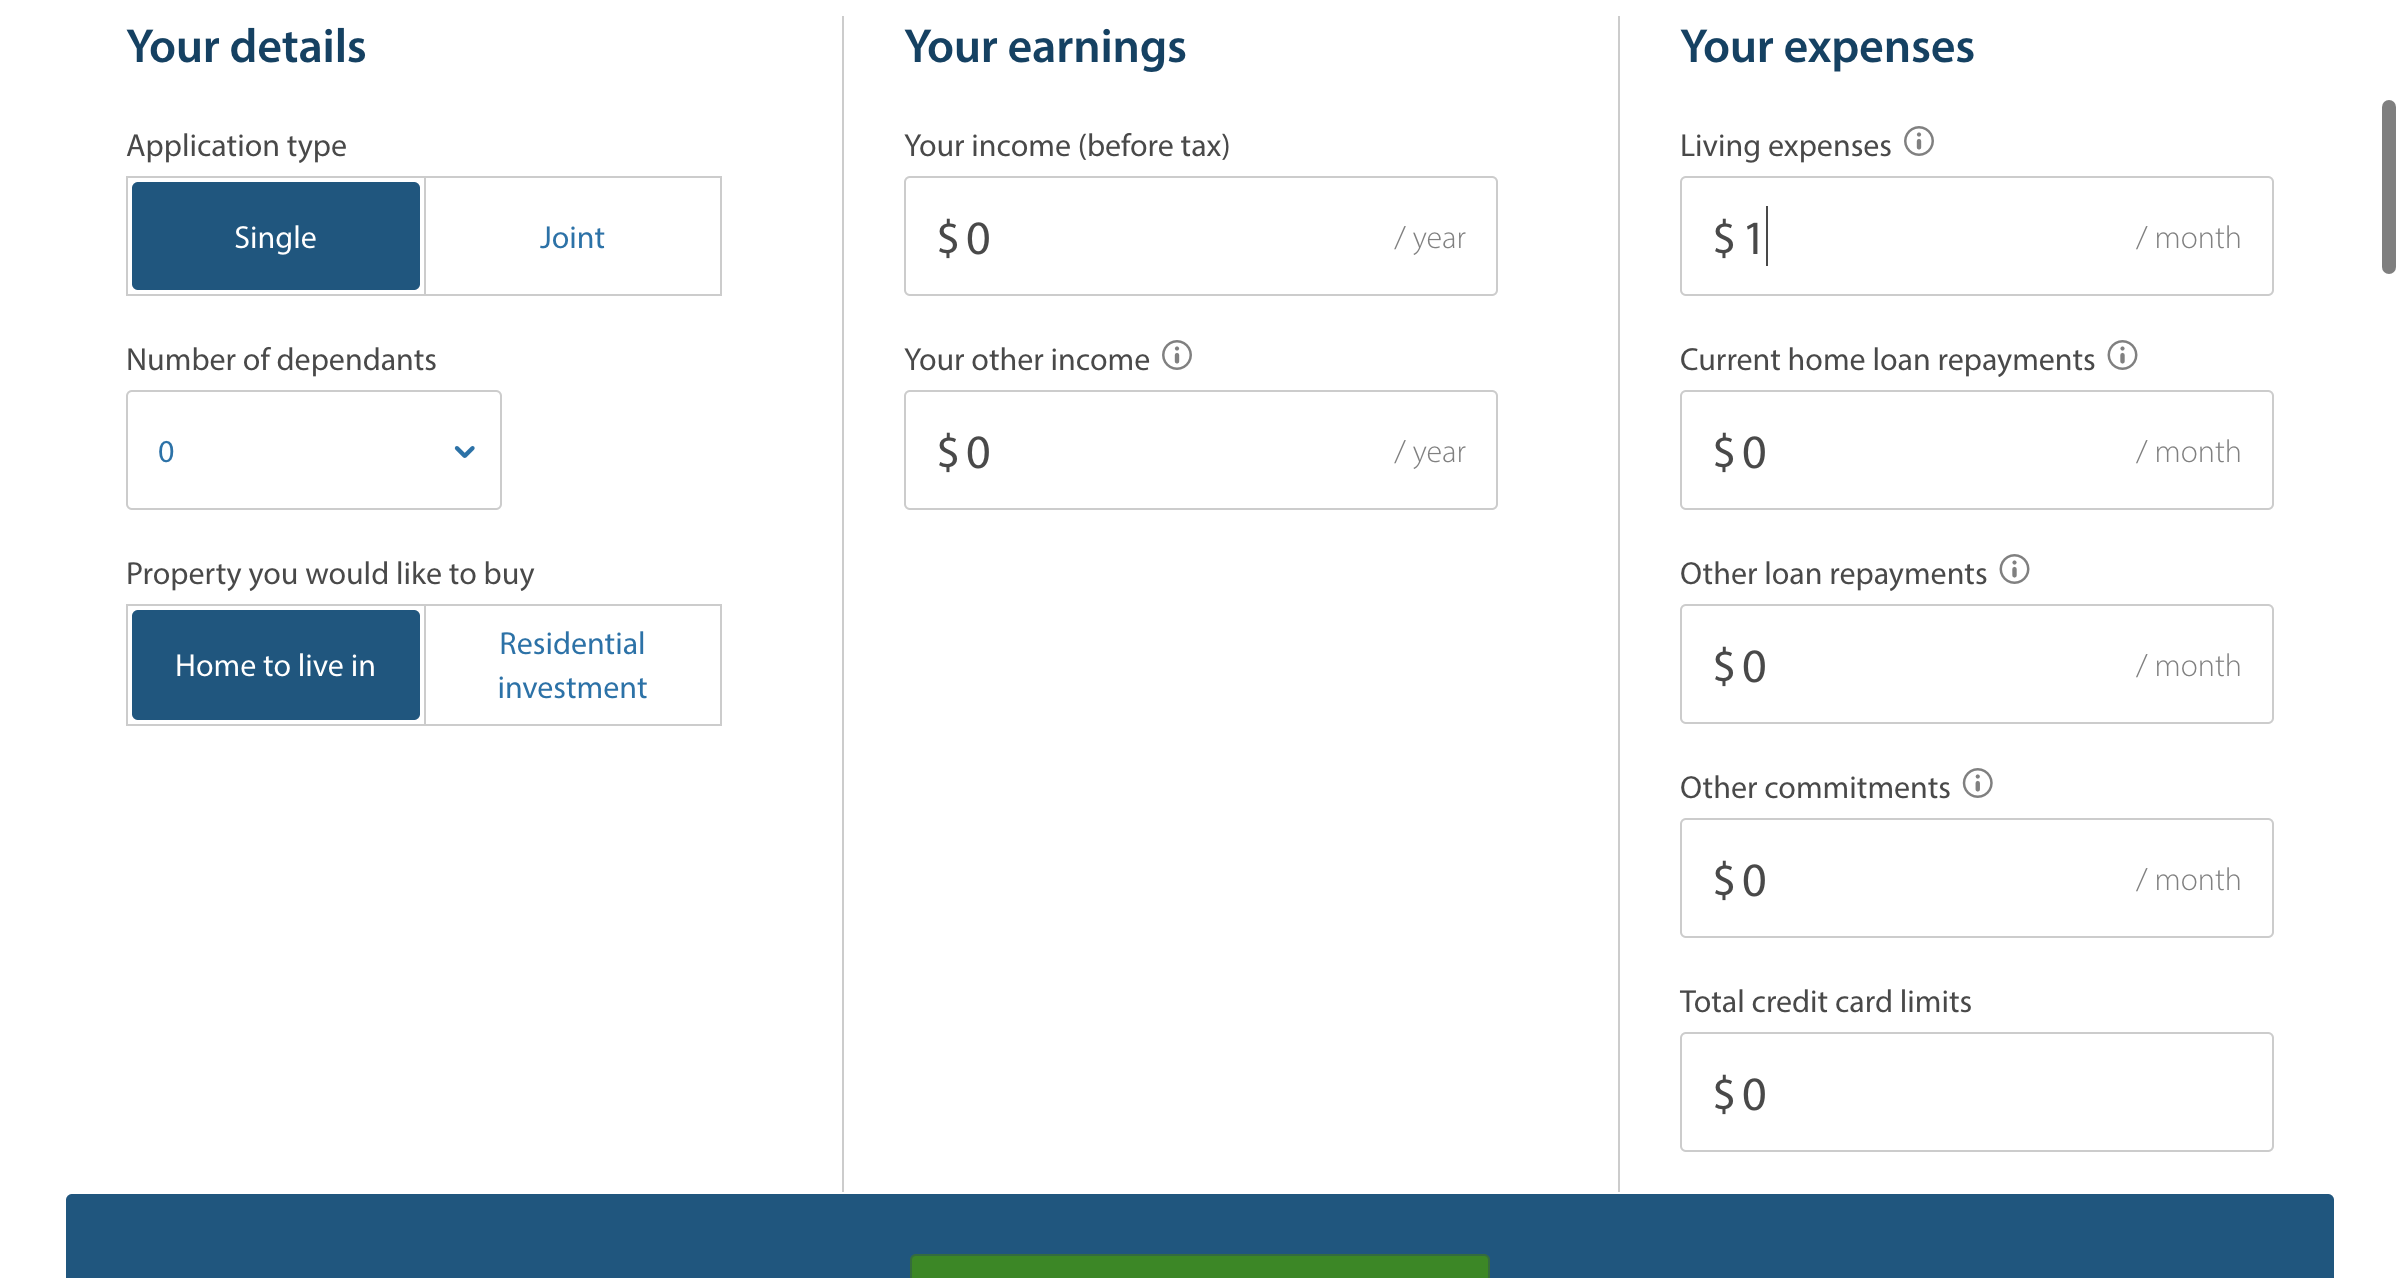 Your details
Application type
Single
Joint
Number of dependants
0
Property you would like to buy
Home to live in
Residential
investment
Your earnings
Your income (before tax)
$ 0 / year
Your other income
$ 0 / year
Your expenses
Living expenses
$ 1 / month
Current home loan repayments
$ 0 / month
Other loan repayments
$ 0 / month
Other commitments
$ 0 / month
Total credit card limits
$ 0